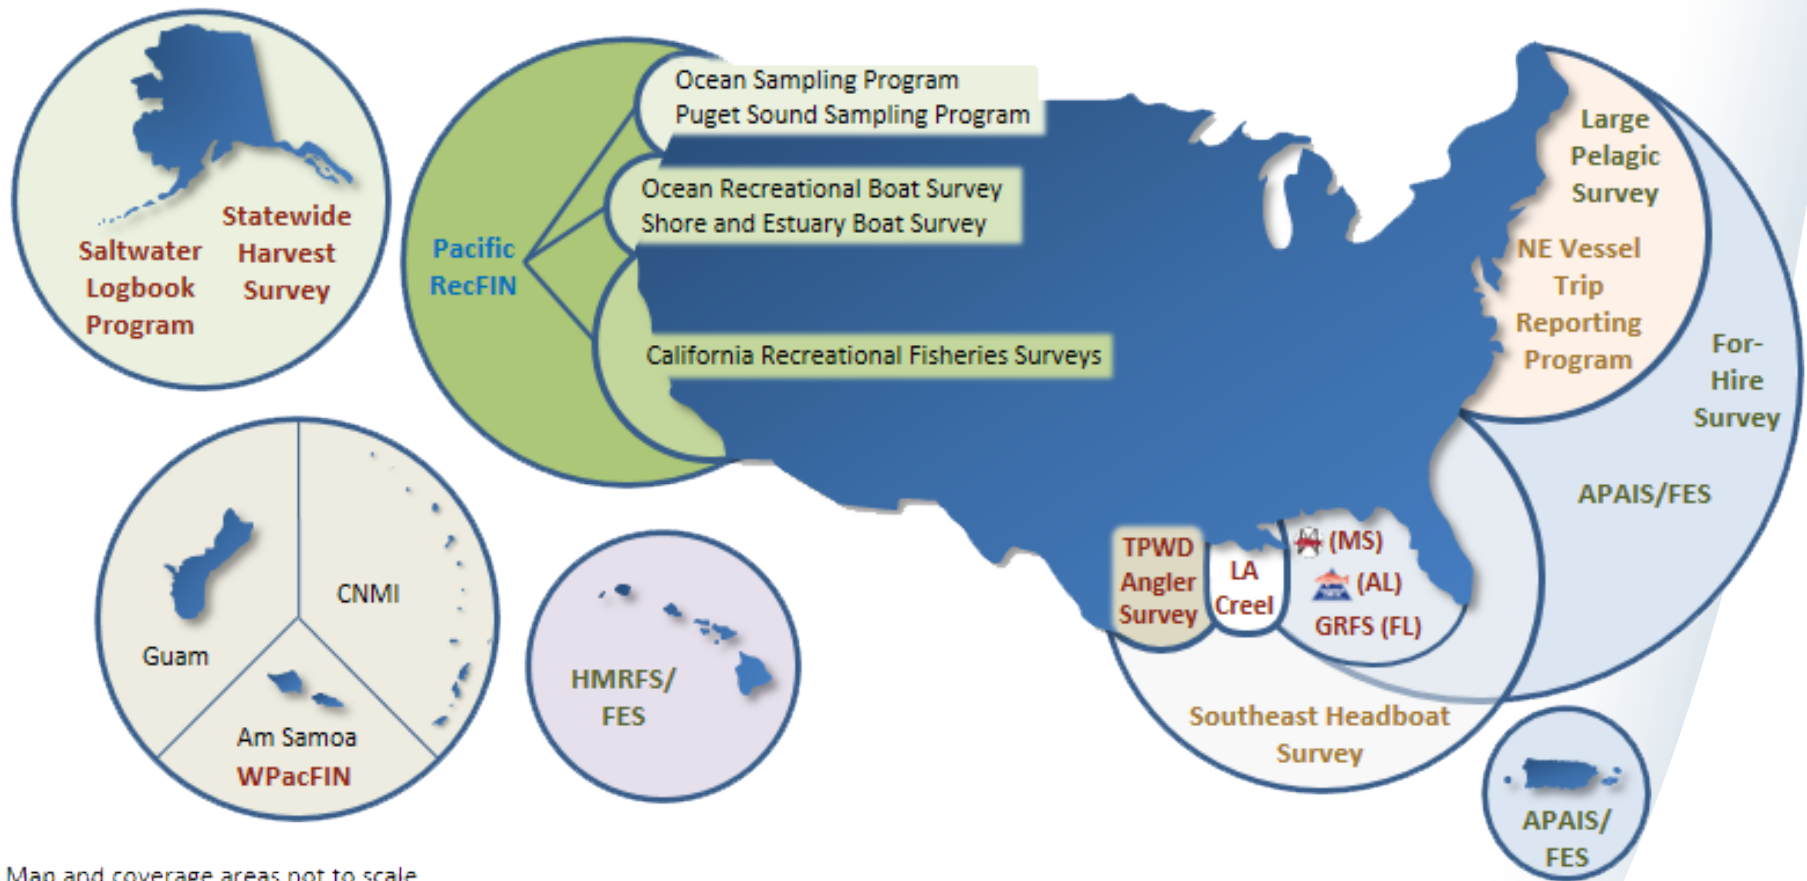 Statewide
Harvest
Survey
Saltwater
Logbook
Program
Pacific
RecFIN
Ocean Sampling Program
Puget Sound Sampling Program
Ocean Recreational Boat Survey
Shore and Estuary Boat Survey
California Recreational Fisheries Surveys
Large
Pelagic
Survey
NE Vessel
Trip
Reporting
Program
For-
Hire
Survey
APAIS/FES
TPWD
Angler
Survey
LA
Creel
(MS)
(AL)
GRFS (FL)
Southeast Headboat
Survey
APAIS/
FES
Guam
CNMI
Am Samoa
WPacFIN
HMRFS/
FES
Map and coverage areas not to scale